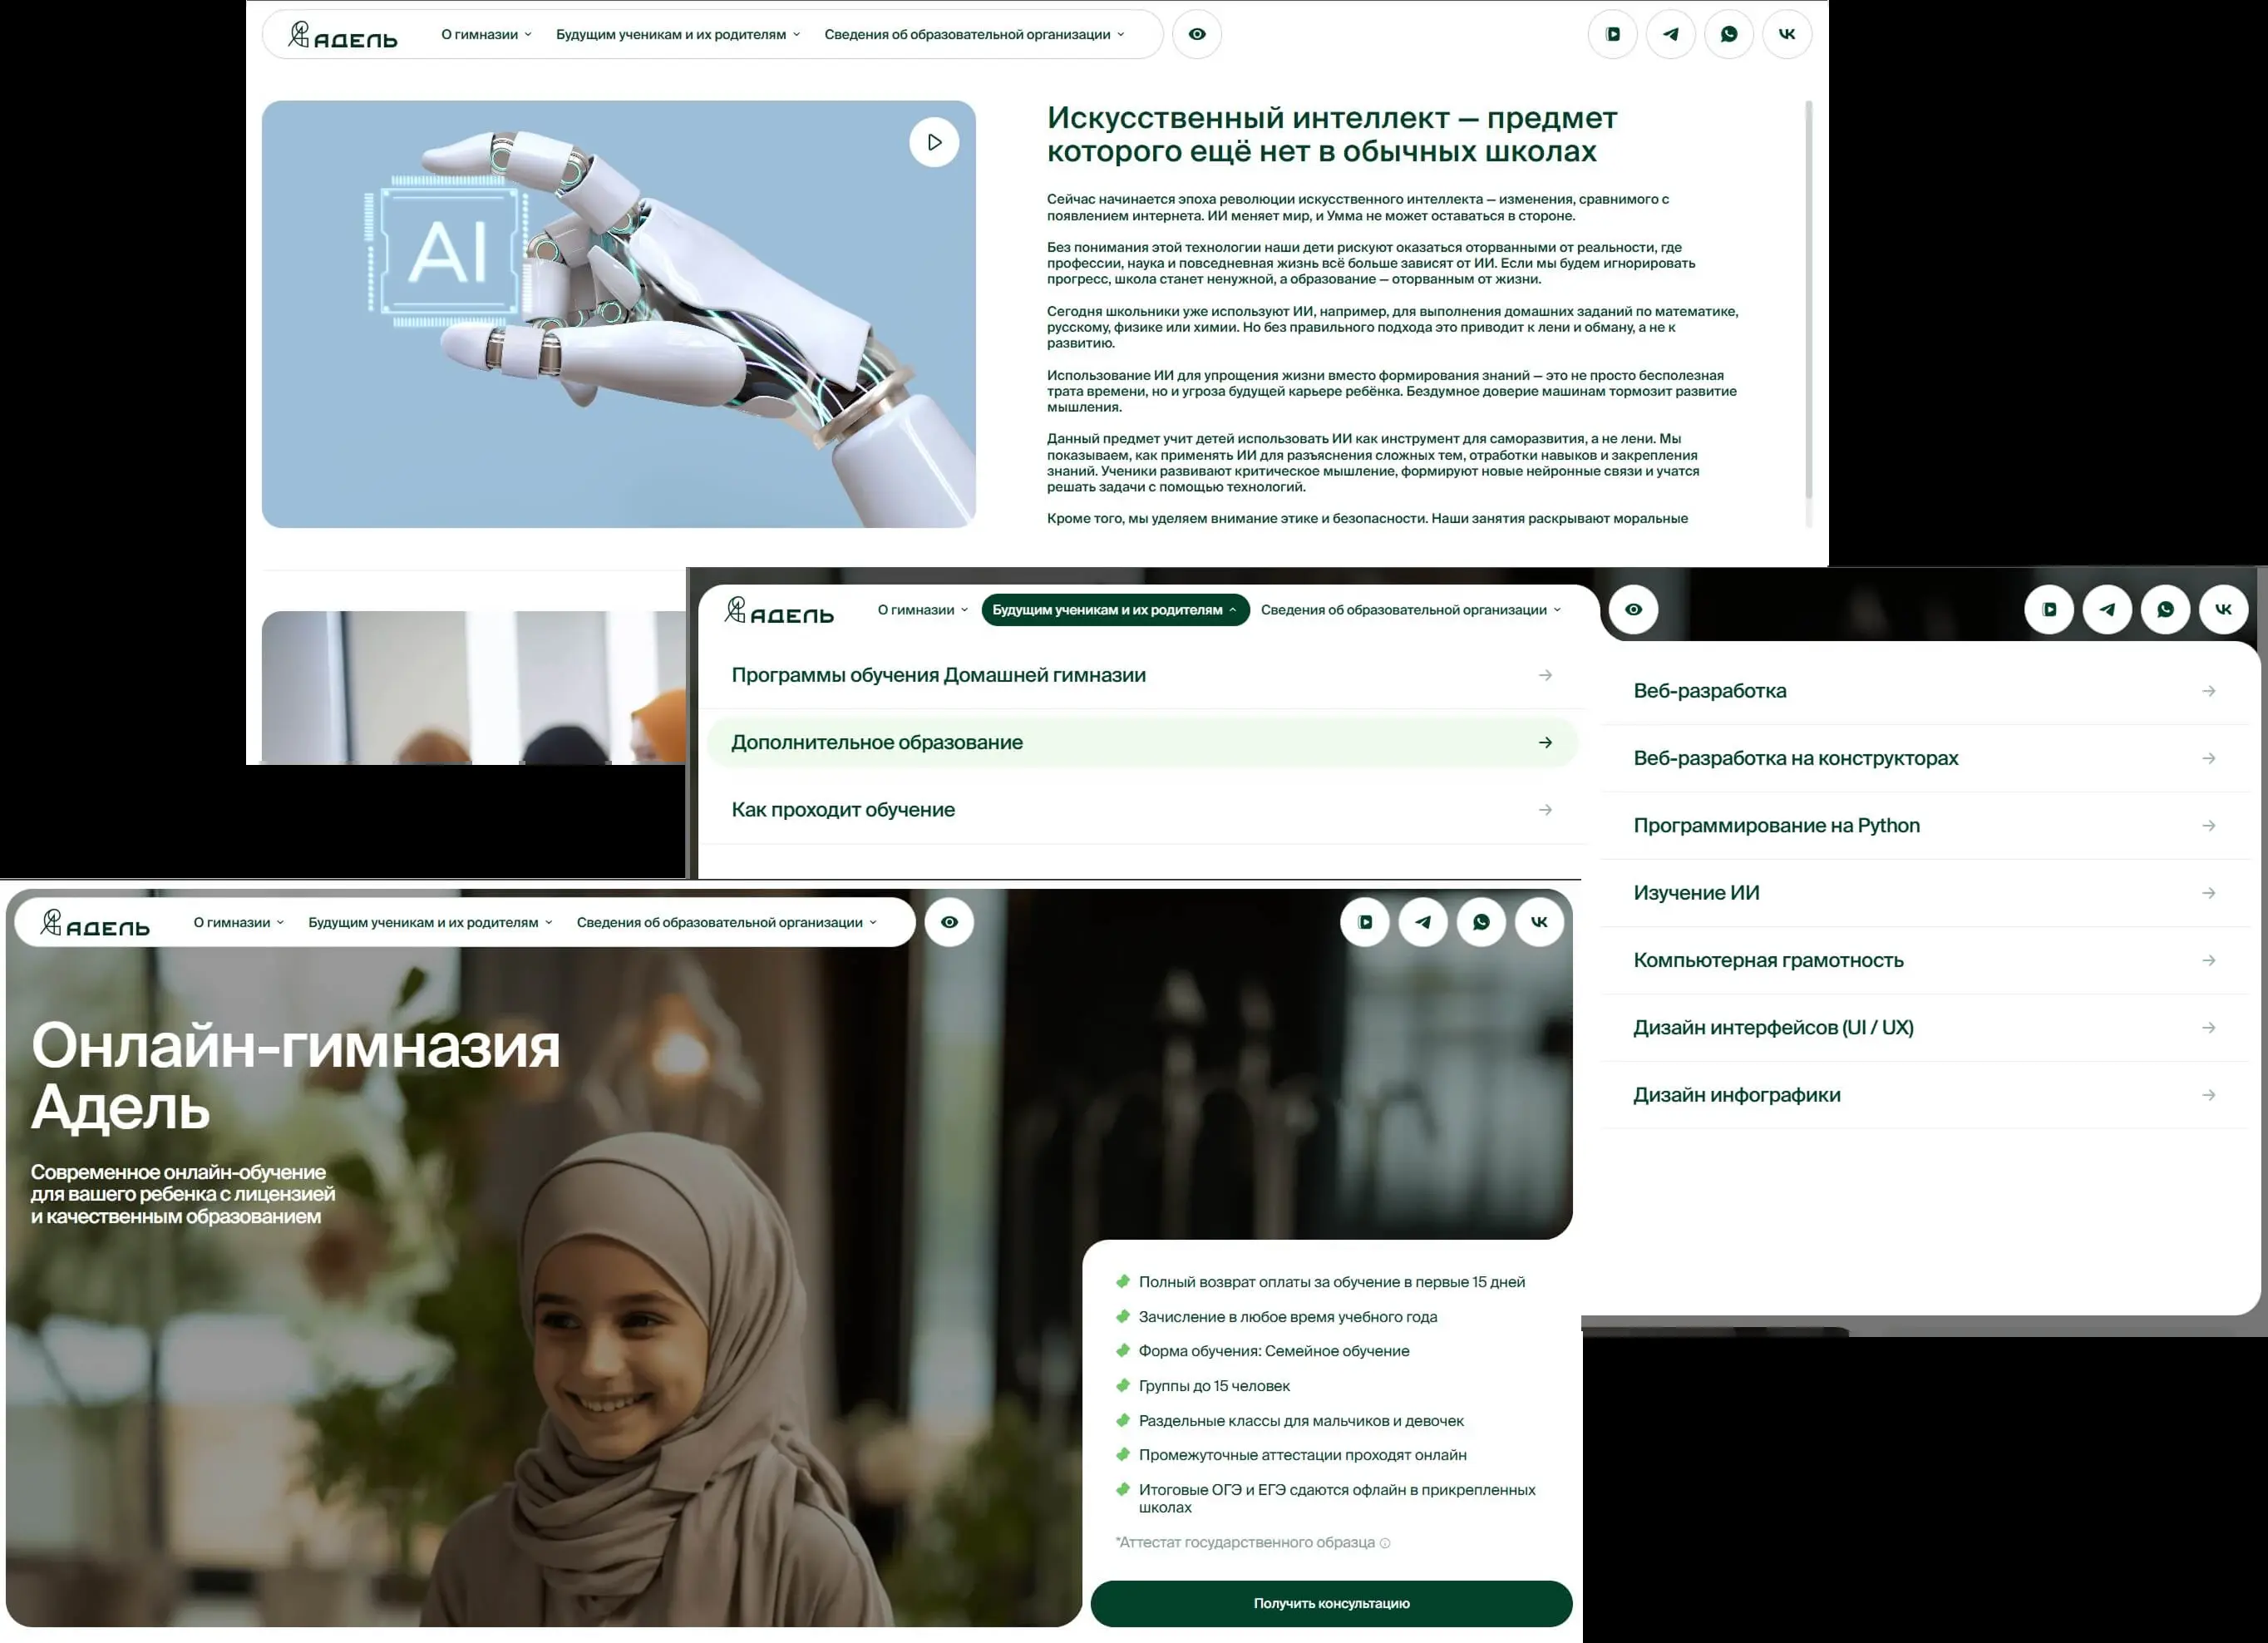 АДЕЛЬ
О гимназии
Будущим ученикам и их родителям
Сведения об образовательной организации
AI
Искусственный интеллект — предмет
которого ещё нет в обычных школах
Сейчас начинается эпоха революции искусственного интеллекта — изменения, сравнимого с
появлением интернета. ИИ меняет мир, и Умма не может оставаться в стороне.
Без понимания этой технологии наши дети рискуют оказаться оторванными от реальности, где
профессии, наука и повседневная жизнь всё больше зависят от ИИ. Если мы будем игнорировать
прогресс, школа станет ненужной, а образование — оторванным от жизни.
Сегодня школьники уже используют ИИ, например, для выполнения домашних заданий по математике,
русскому, физике или химии. Но без правильного подхода это приводит к лени и обману, а не к
развитию.
Использование ИИ для упрощения жизни вместо формирования знаний — это не просто бесполезная
трата времени, но и угроза будущей карьере ребёнка. Бездумное доверие машинам тормозит развитие
мышления.
Данный предмет учит детей использовать ИИ как инструмент для саморазвития, а не лени. Мы
показываем, как применять ИИ для разъяснения сложных тем, отработки навыков и закрепления
знаний. Ученики развивают критическое мышление, формируют новые нейронные связи и учатся
решать задачи с помощью технологий.
Кроме того, мы уделяем внимание этике и безопасности. Наши занятия раскрывают моральные
АДЕЛЬ
О гимназии
Будущим ученикам и их родителям
Сведения об образовательной организации
Программы обучения Домашней гимназии
Дополнительное образование
Как проходит обучение
Веб-разработка
Веб-разработка на конструкторах
Программирование на Python
Изучение ИИ
Компьютерная грамотность
Дизайн интерфейсов (UI / UX)
Дизайн инфографики
АДЕЛЬ
О гимназии
Будущим ученикам и их родителям
Сведения об образовательной организации
Онлайн-гимназия
Адель
Современное онлайн-обучение
для вашего ребенка с лицензией
и качественным образованием
Полный возврат оплаты за обучение в первые 15 дней
Зачисление в любое время учебного года
Форма обучения: Семейное обучение
Группы до 15 человек
Раздельные классы для мальчиков и девочек
Промежуточные аттестации проходят онлайн
Итоговые ОГЭ и ЕГЭ сдаются офлайн в прикрепленных
школах
*Аттестат государственного образца
Получить консультацию